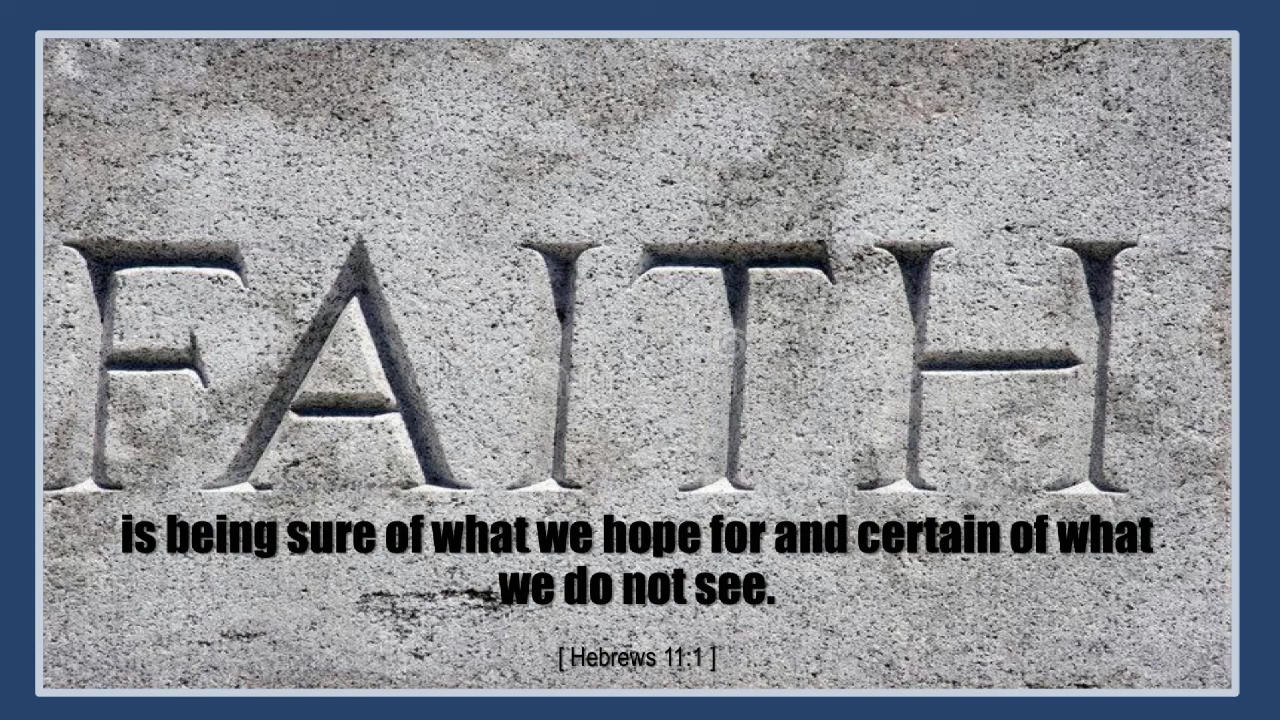 FAITH
is being sure of what we hope for and certain of what
we do not see.
[ Hebrews 11:1 ]